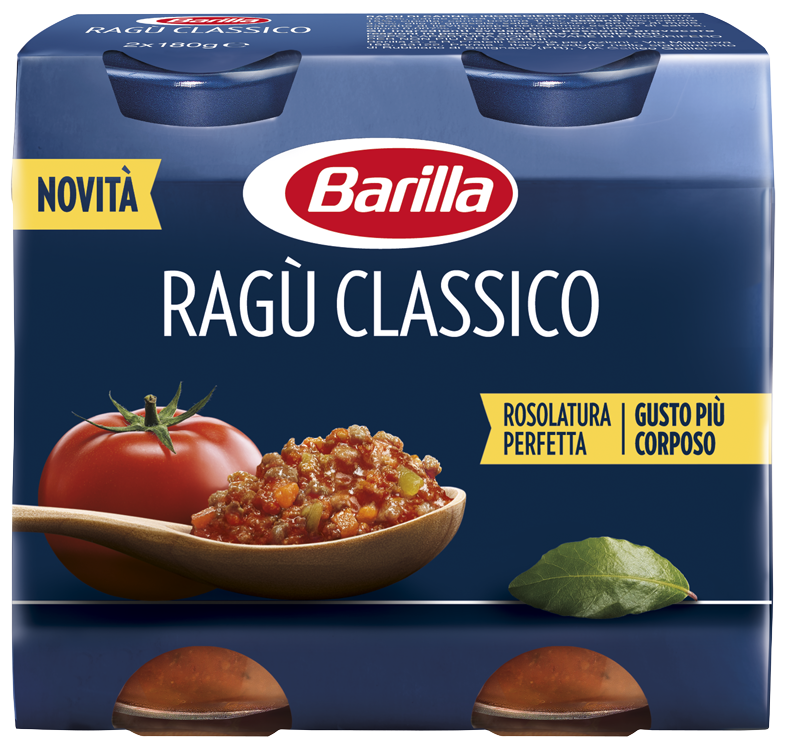 Barilla
RAGÙ CLASSICO
2x180g℮
NOVITÀ
Barilla
RAGÙ CLASSICO
ROSOLATURA
PERFETTA
GUSTO PIÙ
CORPOSO